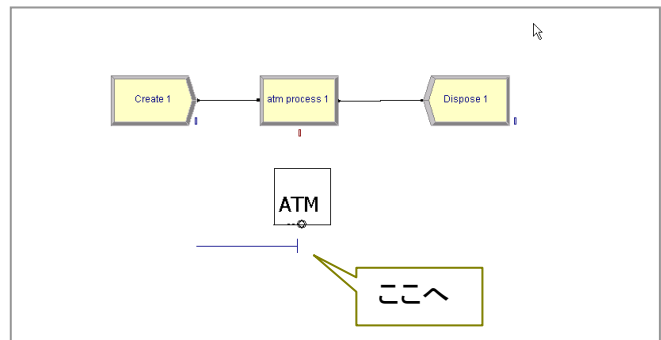 Create 1
atm process 1
Dispose 1
ATM
ここへ